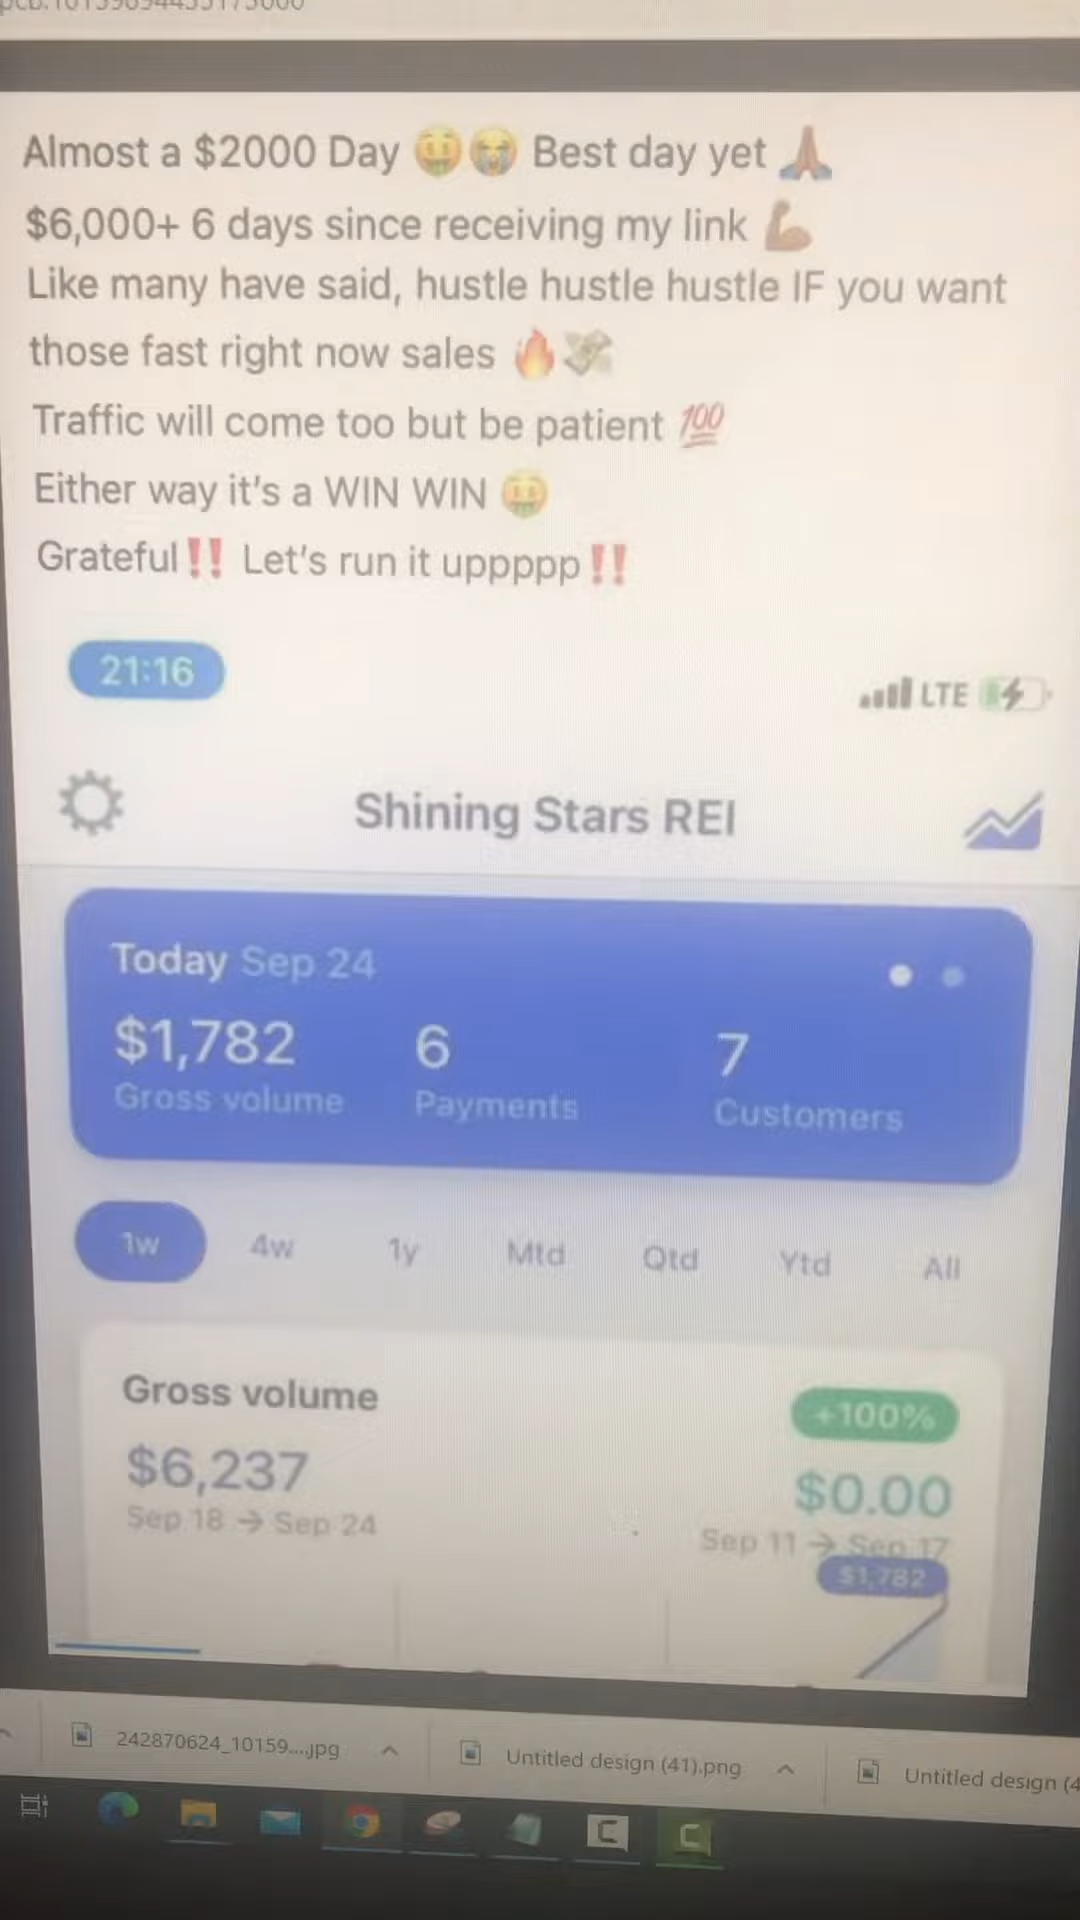 Almost a $2000 Day 🤑😭 Best day yet 🙏🏽
$6,000+ 6 days since receiving my link 💪🏽
Like many have said, hustle hustle hustle IF you want
those fast right now sales 🔥💸
Traffic will come too but be patient 💯
Either way it's a WIN WIN 🤑
Grateful‼️ Let's run it uppppp‼️
21:16
LTE
Shining Stars REI
Today Sep 24
$1,782 6 7
Gross volume Payments Customers
1w 4w 1y Mtd Qtd Ytd All
Gross volume
+100%
$6,237 $0.00
Sep 18 → Sep 24 Sep 11 → Sep 17
$1,782
242870624_10159....jpg Untitled design (41).png Untitled design (4